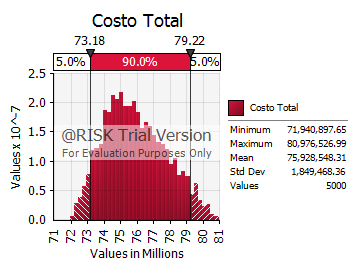 Costo Total
73.18 79.22
5.0% 90.0% 5.0%
2.5
2.0
1.5
1.0
0.5
0.0
Values x 10^-7
@RISK Trial Version
For Evaluation Purposes Only
71 72 73 74 75 76 77 78 79 80 81
Values in Millions
Costo Total
Minimum 71,940,897.65
Maximum 80,976,526.99
Mean 75,928,548.31
Std Dev 1,849,468.36
Values 5000